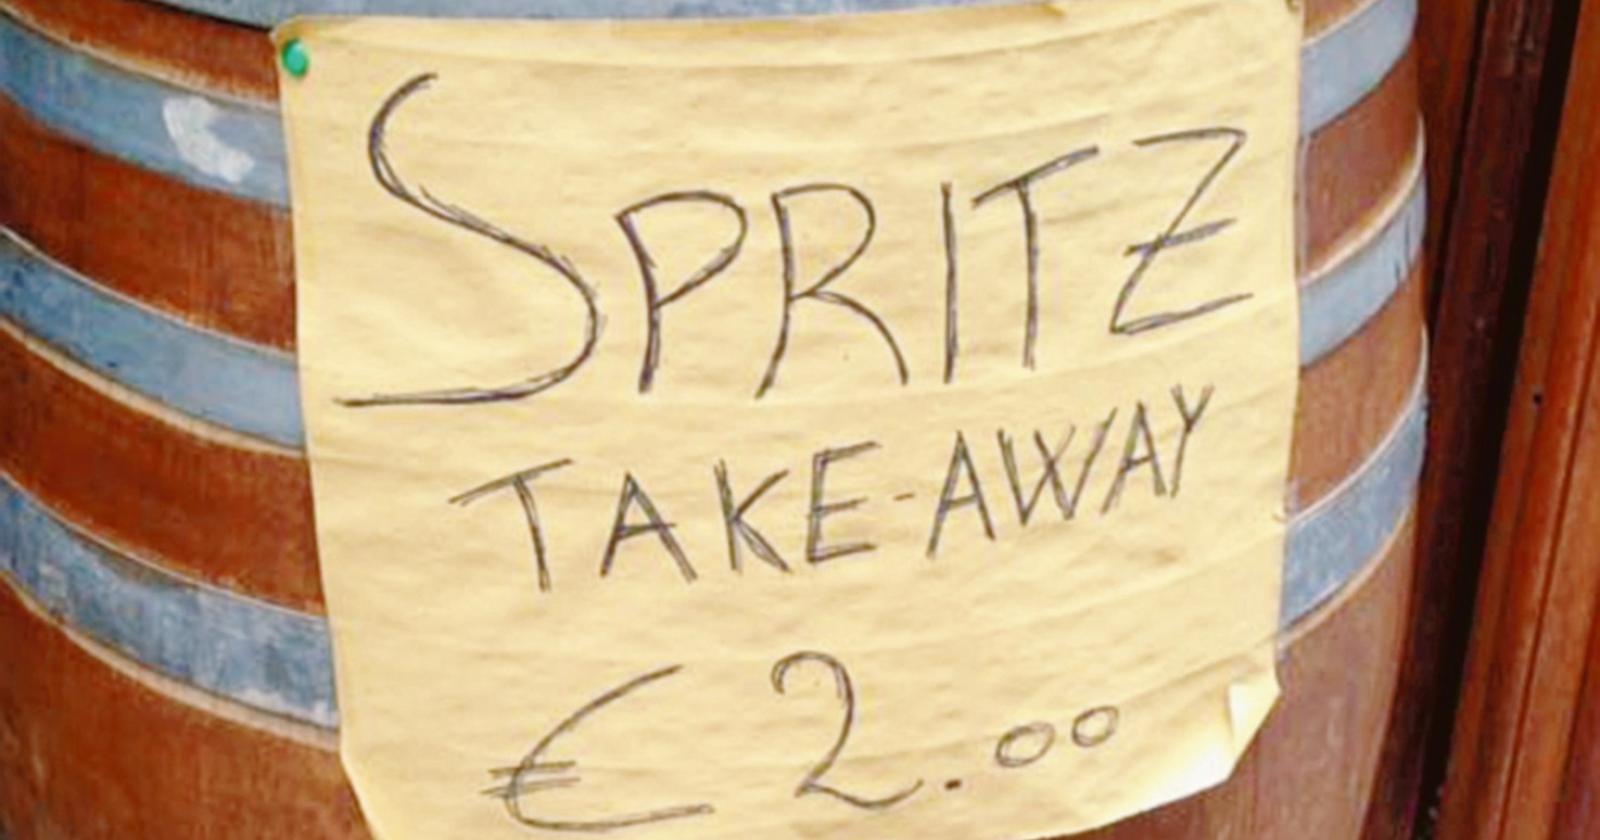 SPRITZ
TAKE-AWAY
€ 2.00